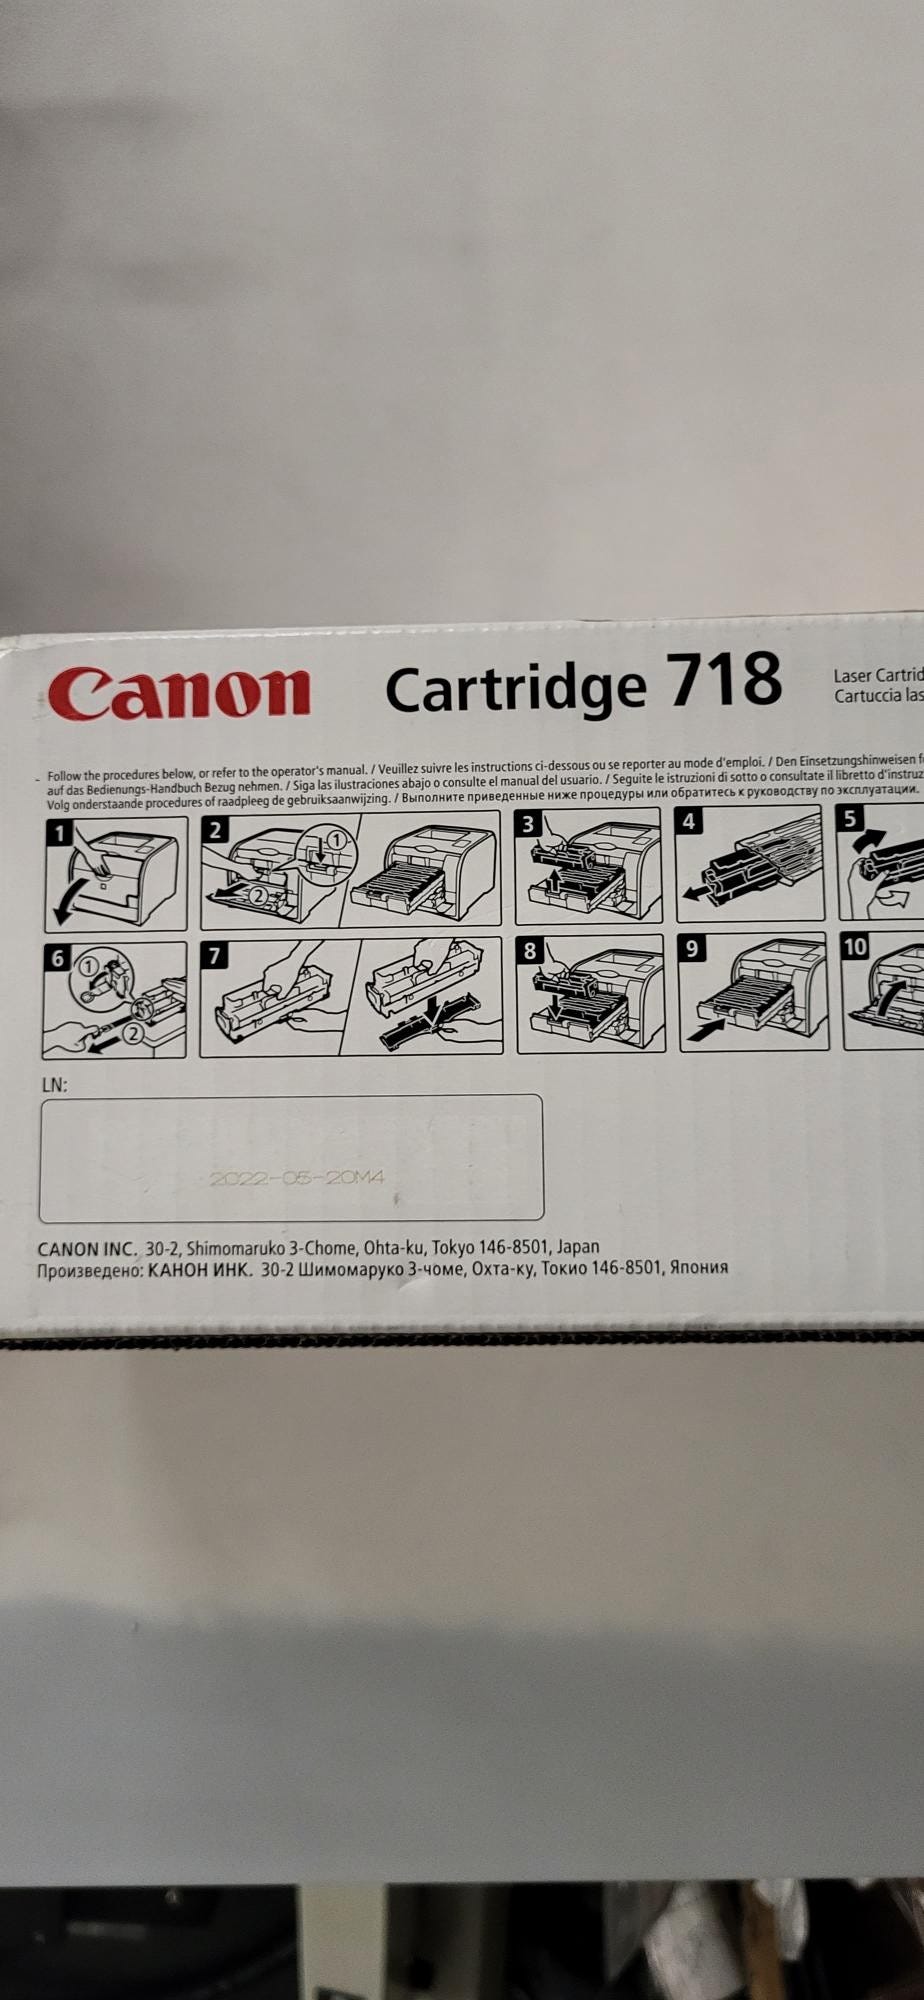 Canon Cartridge 718
Laser Cartrid
Cartuccia las
Follow the procedures below, or refer to the operator's manual. / Veuillez suivre les instructions ci-dessous ou se reporter au mode d'emploi. / Den Einsetzungshinweisen f
auf das Bedienungs-Handbuch Bezug nehmen. / Siga las ilustraciones abajo o consulte el manual del usuario. / Seguite le istruzioni di sotto o consultate il libretto d'instruz
Volg onderstaande procedures of raadpleeg de gebruiksaanwijzing. / Выполните приведенные ниже процедуры или обратитесь к руководству по эксплуатации.
1 2 1 2 3 4 5
6 1 2 7 8 9 10
LN:
2022-05-20M4
CANON INC. 30-2, Shimomaruko 3-Chome, Ohta-ku, Tokyo 146-8501, Japan
Произведено: КАНОН ИНК. 30-2 Шимомаруко 3-чоме, Охта-ку, Токио 146-8501, Япония